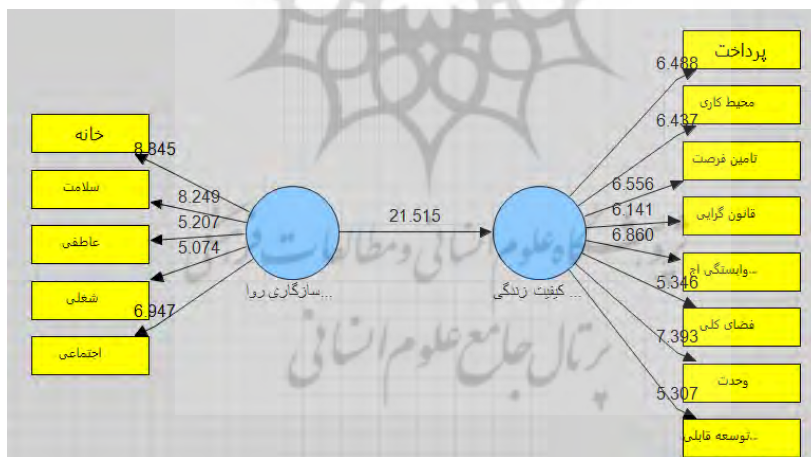 پرداخت
6.488
محیط کاری
6.437
خانه
8.845
تامین فرصت
6.556
سلامت
8.249
قانون گرایی
6.141
5.207
21.515
عاطفی
5.074
وابستگی اج...
6.860
سازگاری روا...
کیفیت زندگی ...
شغلی
5.346
فضای کلی
6.947
7.393
اجتماعی
وحدت
5.307
توسعه قابلی...
پرتال جامع علوم انسانی